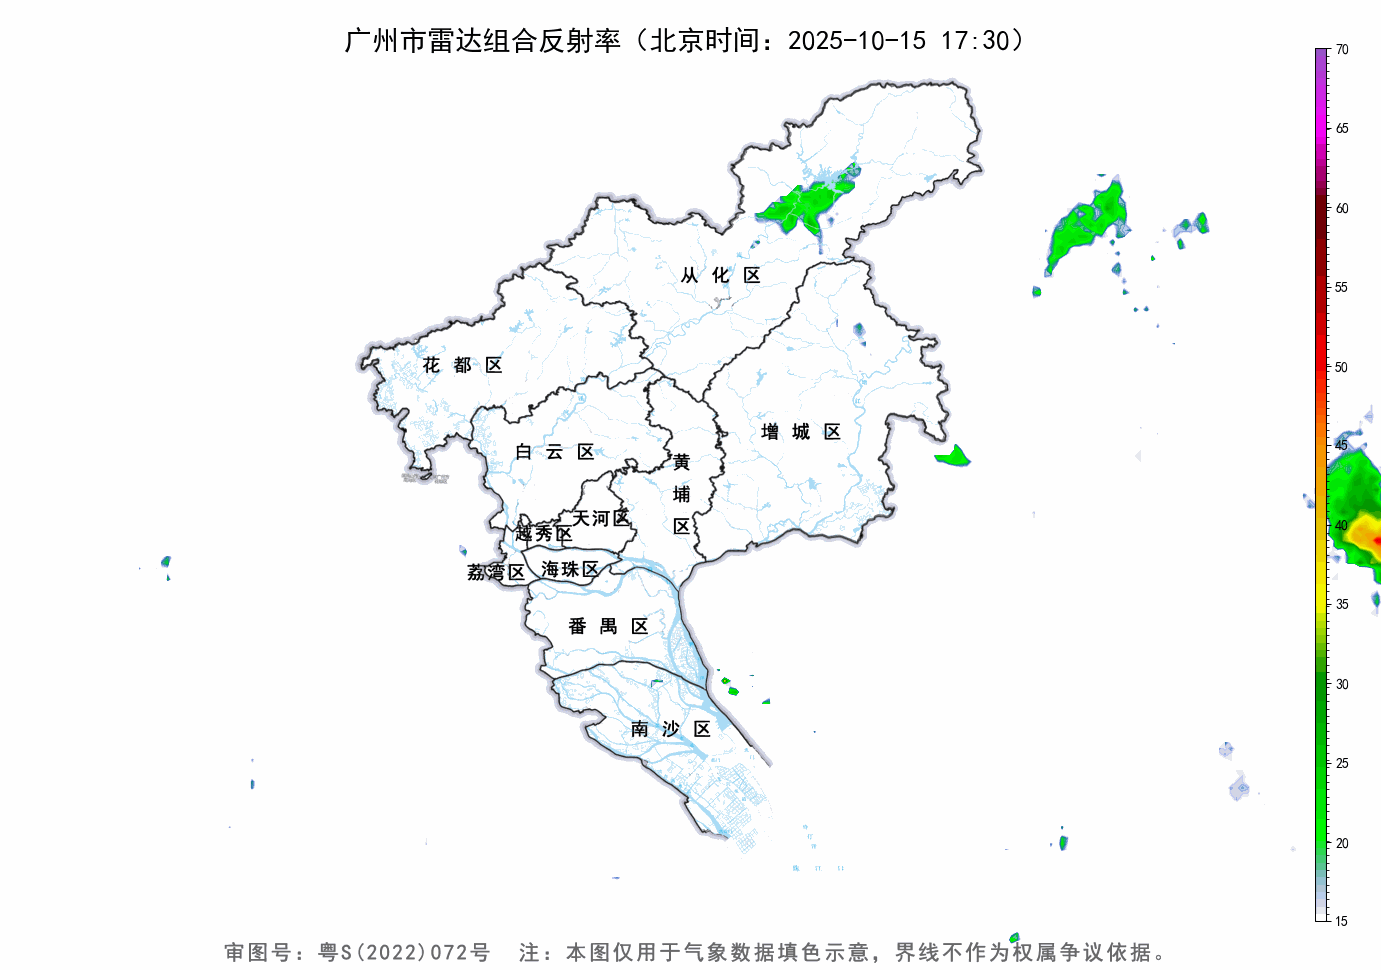 广州市雷达组合反射率（北京时间：2025-10-15 17:30）
70
65
60
55
50
45
40
35
30
25
20
15
从化区
花都区
增城区
白云区
黄埔区
天河区
越秀区
荔湾区
海珠区
番禺区
南沙区
审图号：粤S(2022)072号 注：本图仅用于气象数据填色示意，界线不作为权属争议依据。